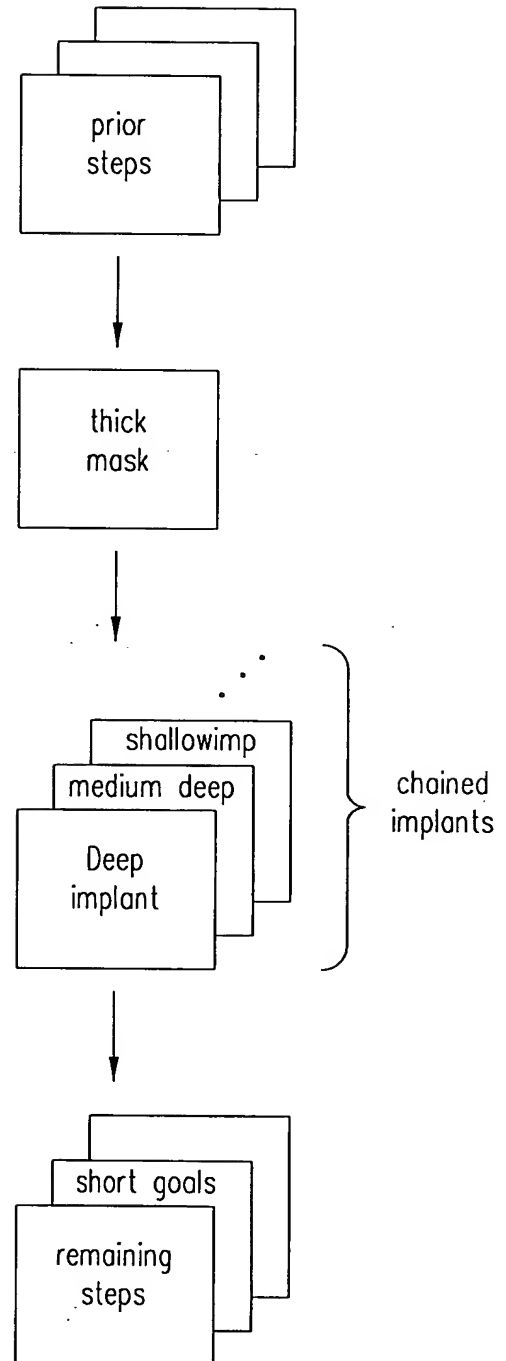 prior
steps
thick
mask
shallowimp
medium deep
Deep
implant
chained
implants
short goals
remaining
steps